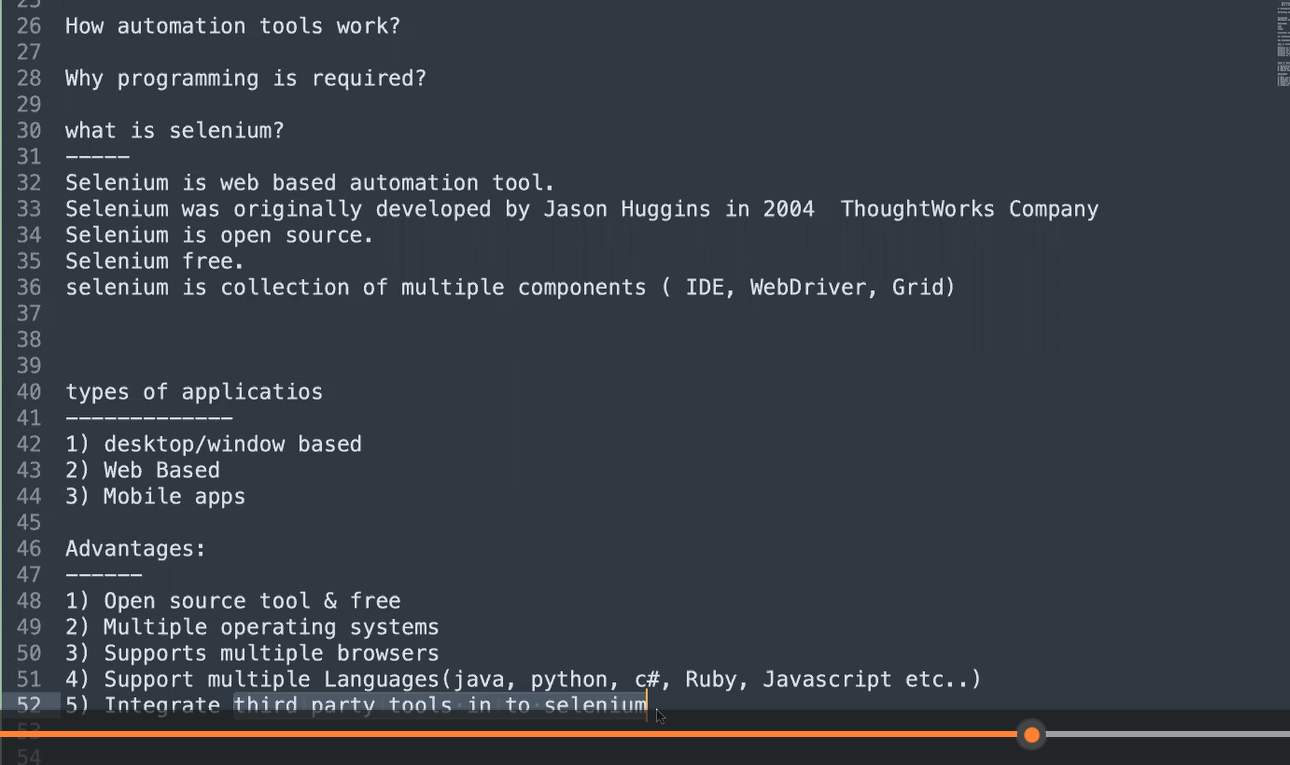 25
26 How automation tools work?
27
28 Why programming is required?
29
30 what is selenium?
31 -----
32 Selenium is web based automation tool.
33 Selenium was originally developed by Jason Huggins in 2004  ThoughtWorks Company
34 Selenium is open source.
35 Selenium free.
36 selenium is collection of multiple components ( IDE, WebDriver, Grid)
37
38
39
40 types of applicatios
41 -------------
42 1) desktop/window based
43 2) Web Based
44 3) Mobile apps
45
46 Advantages:
47 ------
48 1) Open source tool & free
49 2) Multiple operating systems
50 3) Supports multiple browsers
51 4) Support multiple Languages(java, python, c#, Ruby, Javascript etc..)
52 5) Integrate third party tools in to selenium
53
54